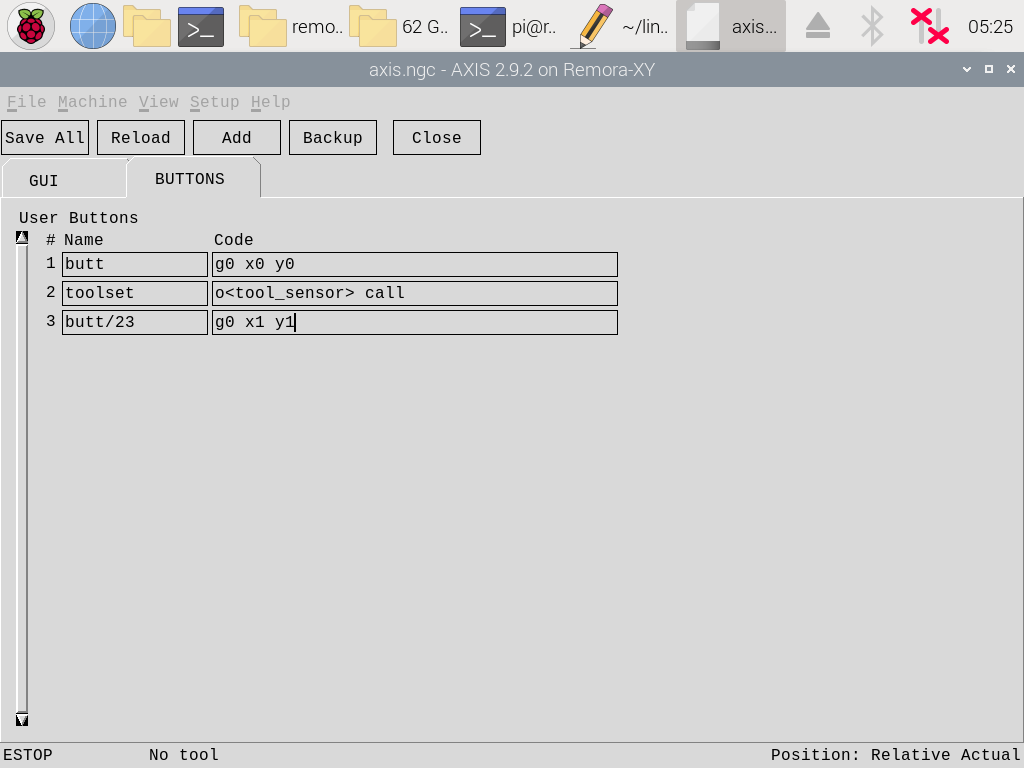 remo.. 62 G.. pi@r.. ~/lin.. axis... 05:25
axis.ngc - AXIS 2.9.2 on Remora-XY
File Machine View Setup Help
Save All Reload Add Backup Close
GUI BUTTONS
User Buttons
# Name Code
1 butt g0 x0 y0
2 toolset o<tool_sensor> call
3 butt/23 g0 x1 y1
ESTOP No tool Position: Relative Actual